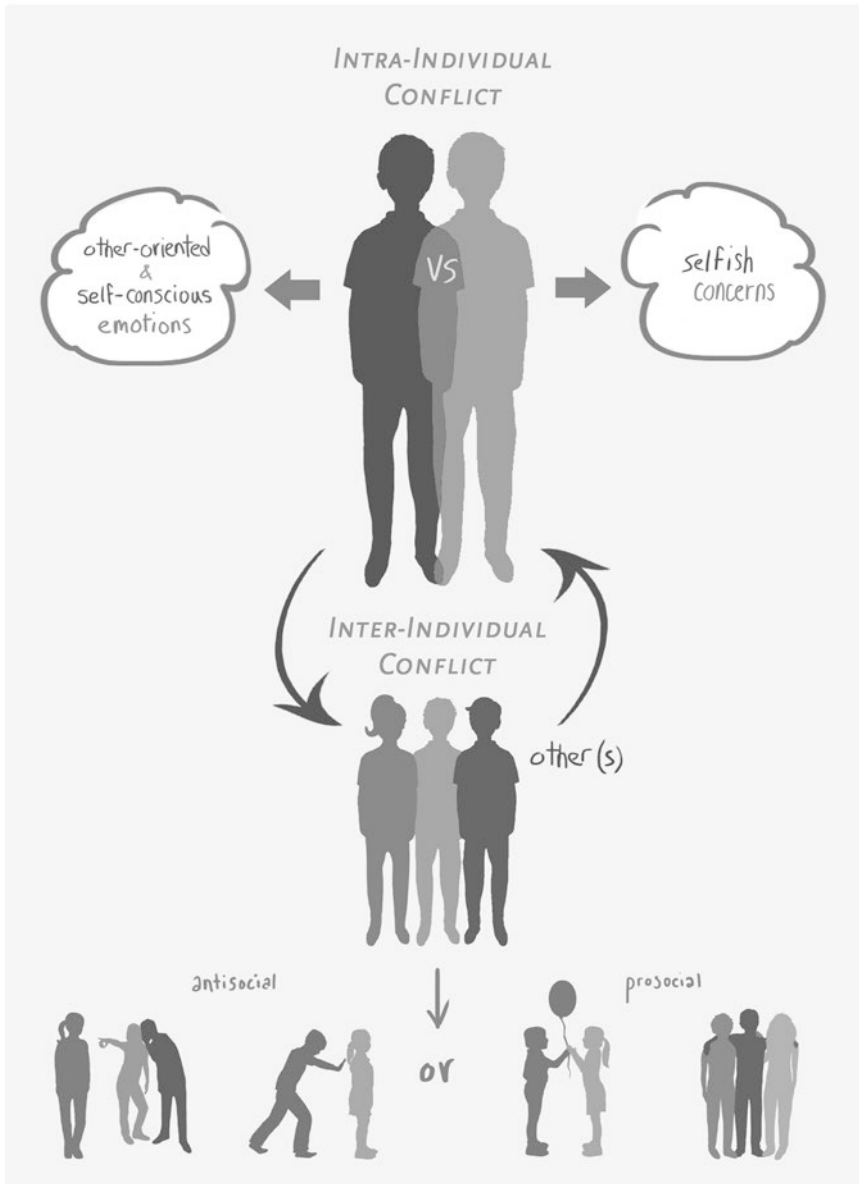 INTRA-INDIVIDUAL
CONFLICT
other-oriented
&
self-conscious
emotions
VS
selfish
concerns
INTER-INDIVIDUAL
CONFLICT
other(s)
antisocial
prosocial
or